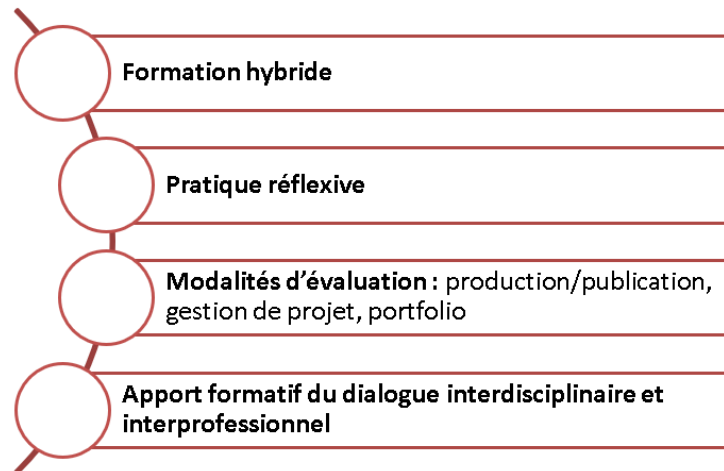 Formation hybride
Pratique réflexive
Modalités d’évaluation : production/publication,
gestion de projet, portfolio
Apport formatif du dialogue interdisciplinaire et
interprofessionnel